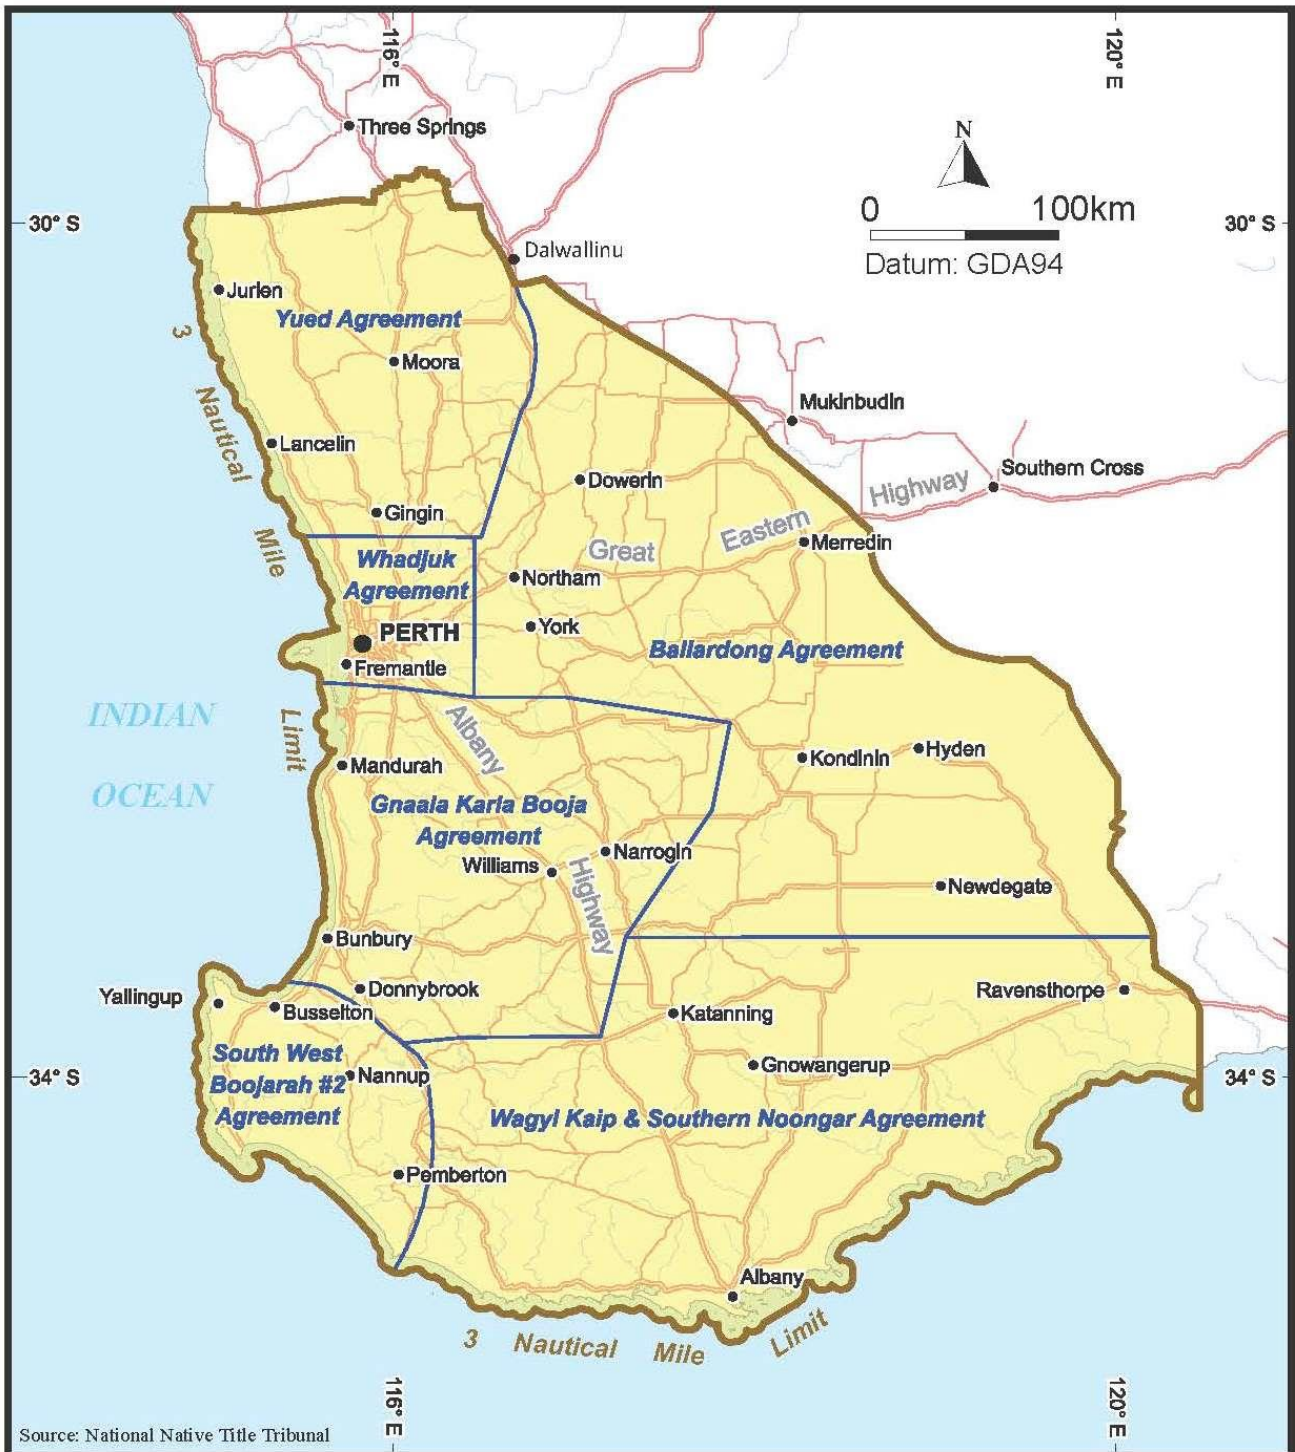 116° E
120° E
Three Springs
N
0 100km
Datum: GDA94
30° S
30° S
Dalwallinu
Jurien
Yued Agreement
Moora
3 Nautical Mile Limit
Mukinbudin
Lancelin
Southern Cross
Dowerin
Great Eastern Highway
Gingin
Merredin
Whadjuk
Agreement
Northam
York
PERTH
Ballardong Agreement
Fremantle
INDIAN
OCEAN
Albany Highway
Hyden
Kondinin
Mandurah
Gnaala Karla Booja
Agreement
Narrogin
Williams
Newdegate
Bunbury
Donnybrook
Ravensthorpe
Yallingup
Busselton
Katanning
South West
Boojarah #2
Agreement
Gnowangerup
Nannup
34° S
34° S
Wagyl Kaip & Southern Noongar Agreement
Pemberton
Albany
3 Nautical Mile Limit
116° E
120° E
Source: National Native Title Tribunal